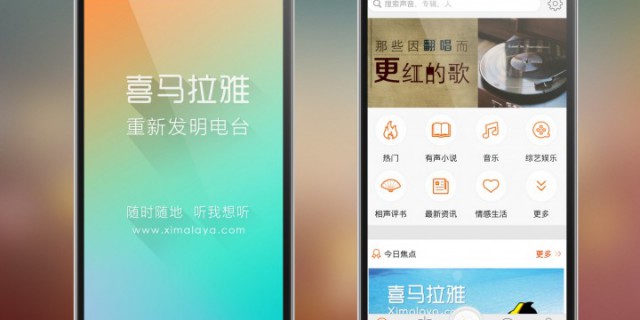 喜马拉雅
重新发明电台
随时随地 听我想听
www.ximalaya.com
搜索声音，专辑，人
那些因翻唱而
更红的歌
热门
有声小说
音乐
综艺娱乐
相声评书
最新资讯
情感生活
更多
今日焦点
更多
喜马拉雅